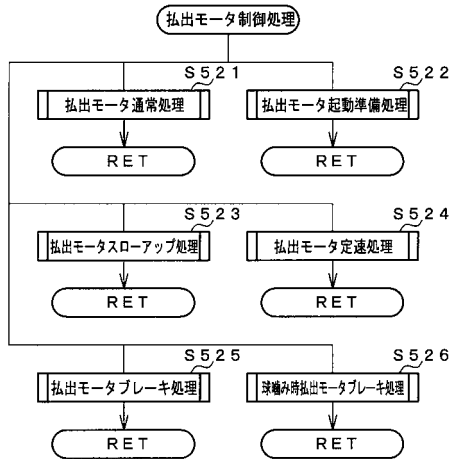 払出モータ制御処理
S521
払出モータ通常処理
RET
S522
払出モータ起動準備処理
RET
S523
払出モータスローアップ処理
RET
S524
払出モータ定速処理
RET
S525
払出モータブレーキ処理
RET
S526
球噛み時払出モータブレーキ処理
RET